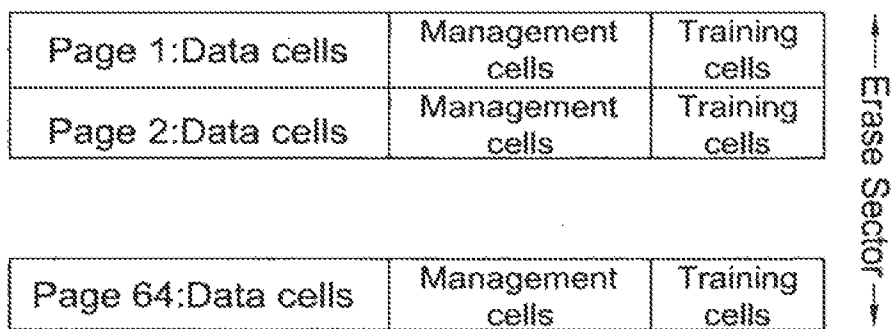 Page 1:Data cells
Management
cells
Training
cells
Page 2:Data cells
Management
cells
Training
cells
Page 64:Data cells
Management
cells
Training
cells
Erase Sector